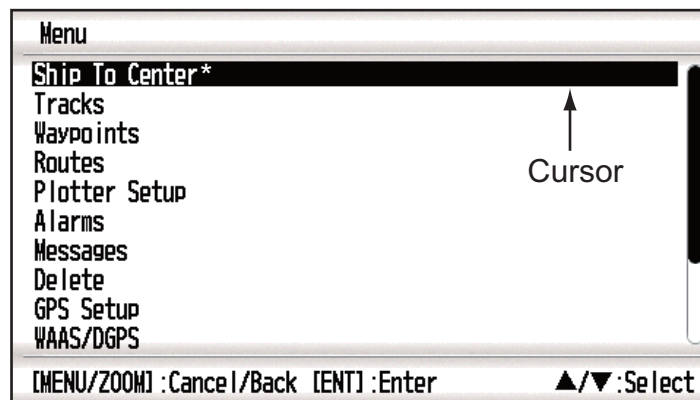 Menu
Ship To Center*
Tracks
Waypoints
Routes
Plotter Setup
Alarms
Messages
Delete
GPS Setup
WAAS/DGPS
Cursor
[MENU/ZOOM]:Cancel/Back [ENT]:Enter ▲/▼:Select